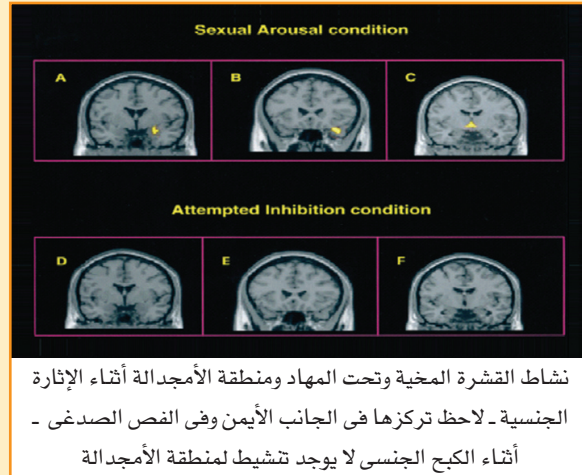 Sexual Arousal condition
A B C
Attempted Inhibition condition
D E F
نشاط القشرة المخية وتحت المهاد ومنطقة الأمجدالة أثناء الإثارة
الجنسية ـ لاحظ تركزها فى الجانب الأيمن وفى الفص الصدغى ـ
أثناء الكبح الجنسى لا يوجد تنشيط لمنطقة الأمجدالة